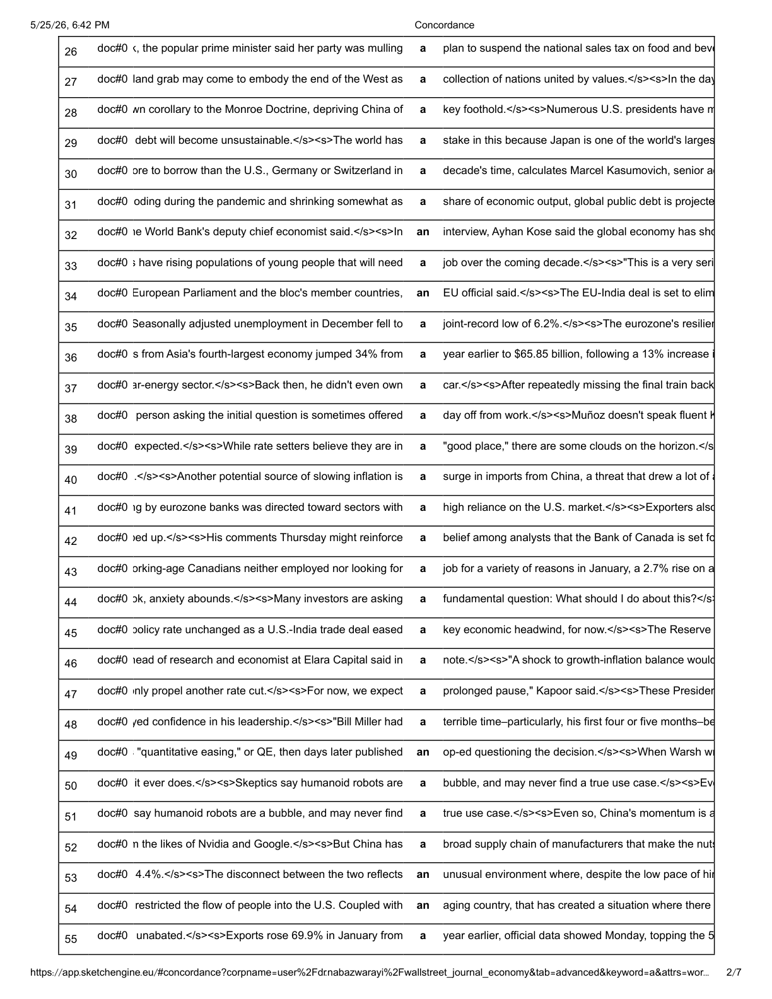 5/25/26, 6:42 PM Concordance
26 doc#0 , the popular prime minister said her party was mulling a plan to suspend the national sales tax on food and
27 doc#0 land grab may come to embody the end of the West as a collection of nations united by values.</s><s>In the day
28 doc#0 corollary to the Monroe Doctrine, depriving China of a key foothold.</s><s>Numerous U.S. presidents have
29 doc#0 debt will become unsustainable.</s><s>The world has a stake in this because Japan is one of the world's larges
30 doc#0 ore to borrow than the U.S., Germany or Switzerland in a decade's time, calculates Marcel Kasumovich, senior
31 doc#0 oding during the pandemic and shrinking somewhat as a share of economic output, global public debt is projecte
32 doc#0 World Bank's deputy chief economist said.</s><s>In an interview, Ayhan Kose said the global economy has
33 doc#0 s have rising populations of young people that will need a job over the coming decade.</s><s>"This is a very seri
34 doc#0 European Parliament and the bloc's member countries, an EU official said.</s><s>The EU-India deal is set to elim
35 doc#0 Seasonally adjusted unemployment in December fell to a joint-record low of 6.2%.</s><s>The eurozone's resilier
36 doc#0 s from Asia's fourth-largest economy jumped 34% from a year earlier to $65.85 billion, following a 13% increase
37 doc#0 ar-energy sector.</s><s>Back then, he didn't even own a car.</s><s>After repeatedly missing the final train back
38 doc#0 person asking the initial question is sometimes offered a day off from work.</s><s>Muñoz doesn't speak fluent
39 doc#0 expected.</s><s>While rate setters believe they are in a "good place," there are some clouds on the horizon.</s
40 doc#0 .</s><s>Another potential source of slowing inflation is a surge in imports from China, a threat that drew a lot of
41 doc#0 ng by eurozone banks was directed toward sectors with a high reliance on the U.S. market.</s><s>Exporters also
42 doc#0 ped up.</s><s>His comments Thursday might reinforce a belief among analysts that the Bank of Canada is set fo
43 doc#0 orking-age Canadians neither employed nor looking for a job for a variety of reasons in January, a 2.7% rise on a
44 doc#0 ok, anxiety abounds.</s><s>Many investors are asking a fundamental question: What should I do about this?</s>
45 doc#0 policy rate unchanged as a U.S.-India trade deal eased a key economic headwind, for now.</s><s>The Reserve
46 doc#0 head of research and economist at Elara Capital said in a note.</s><s>"A shock to growth-inflation balance would
47 doc#0 only propel another rate cut.</s><s>For now, we expect a prolonged pause," Kapoor said.</s><s>These Presiden
48 doc#0 yed confidence in his leadership.</s><s>"Bill Miller had a terrible time–particularly, his first four or five months–be
49 doc#0 "quantitative easing," or QE, then days later published an op-ed questioning the decision.</s><s>When Warsh
50 doc#0 it ever does.</s><s>Skeptics say humanoid robots are a bubble, and may never find a true use case.</s><s>Eve
51 doc#0 say humanoid robots are a bubble, and may never find a true use case.</s><s>Even so, China's momentum is a
52 doc#0 n the likes of Nvidia and Google.</s><s>But China has a broad supply chain of manufacturers that make the nuts
53 doc#0 4.4%.</s><s>The disconnect between the two reflects an unusual environment where, despite the low pace of hir
54 doc#0 restricted the flow of people into the U.S. Coupled with an aging country, that has created a situation where there
55 doc#0 unabated.</s><s>Exports rose 69.9% in January from a year earlier, official data showed Monday, topping the 5
https://app.sketchengine.eu/#concordance?corpname=user%2Fdr.nabazwarayi%2Fwallstreet_journal_economy&tab=advanced&keyword=a&attrs=wor... 2/7